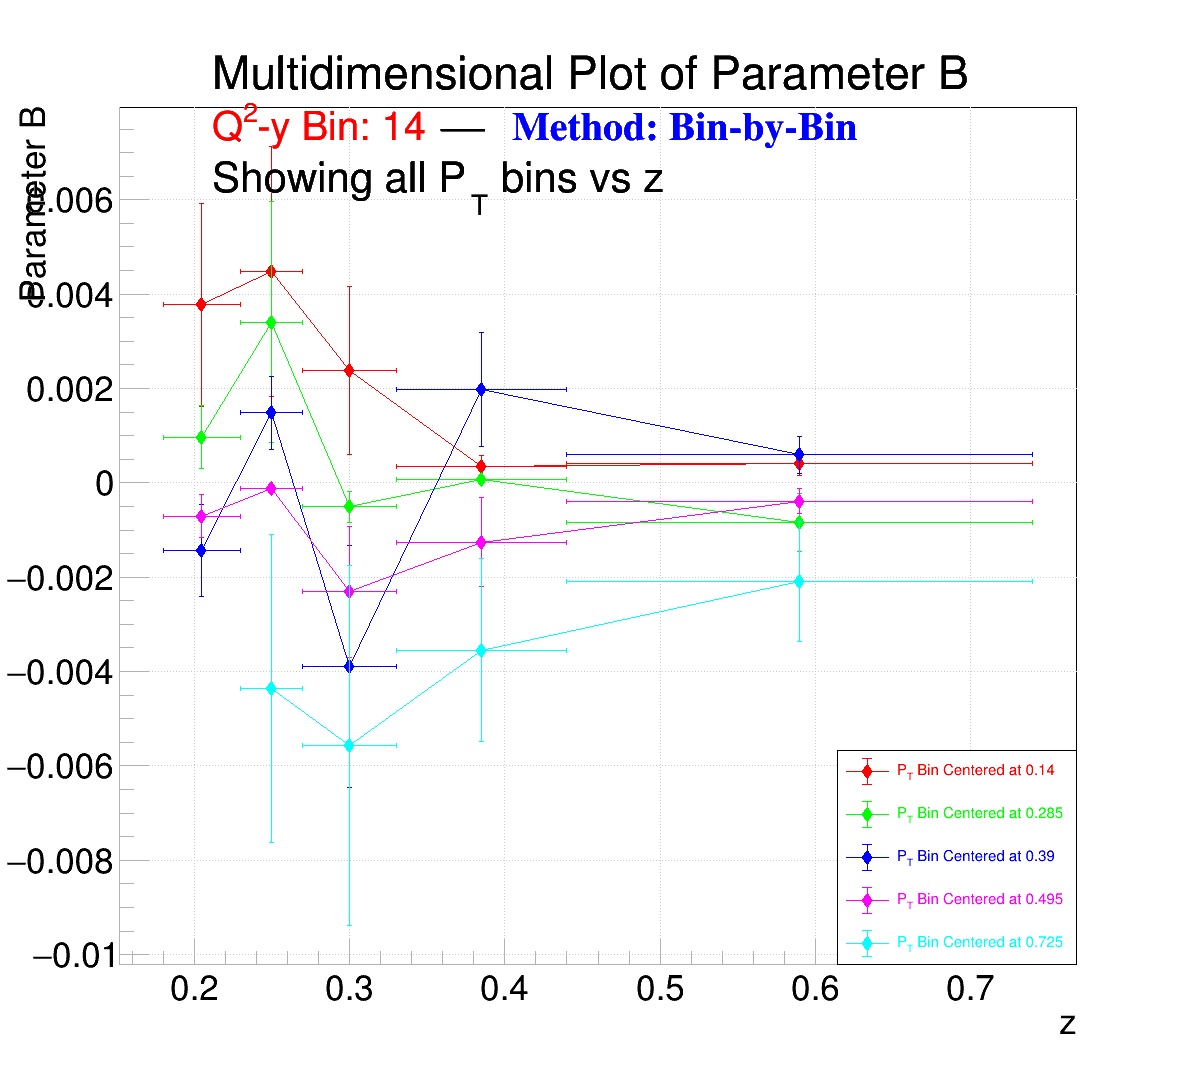 Multidimensional Plot of Parameter B
Q²-y Bin: 14 — Method: Bin-by-Bin
Showing all P_T bins vs z
Parameter B
0.006
0.004
0.002
0
−0.002
−0.004
−0.006
−0.008
−0.01
P_T Bin Centered at 0.14
P_T Bin Centered at 0.285
P_T Bin Centered at 0.39
P_T Bin Centered at 0.495
P_T Bin Centered at 0.725
0.2 0.3 0.4 0.5 0.6 0.7
z